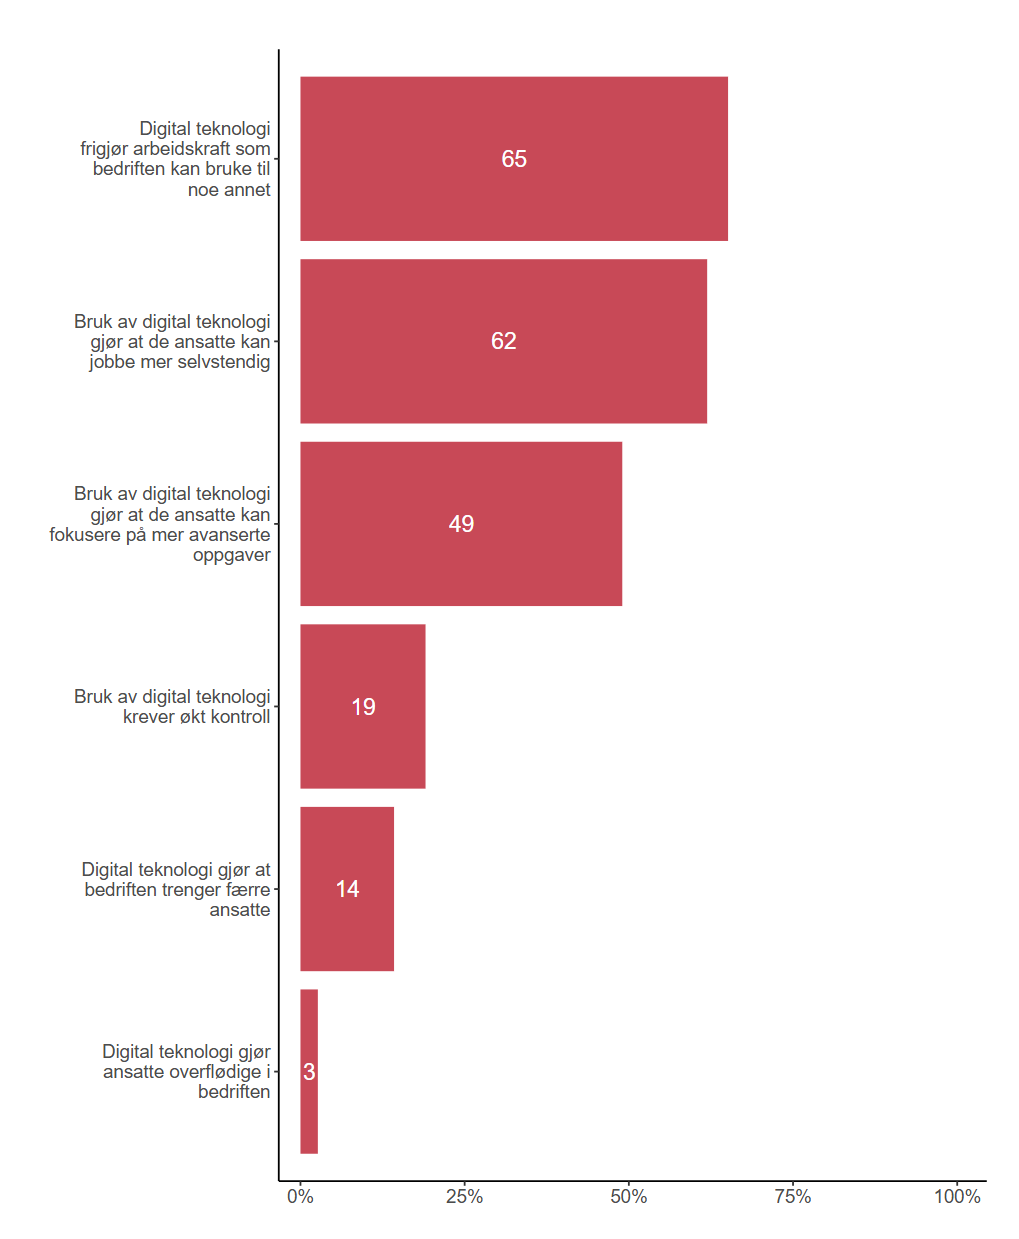 Digital teknologi
frigjør arbeidskraft som
bedriften kan bruke til
noe annet
65
Bruk av digital teknologi
gjør at de ansatte kan
jobbe mer selvstendig
62
Bruk av digital teknologi
gjør at de ansatte kan
fokusere på mer avanserte
oppgaver
49
Bruk av digital teknologi
krever økt kontroll
19
Digital teknologi gjør at
bedriften trenger færre
ansatte
14
Digital teknologi gjør
ansatte overflødige i
bedriften
3
0% 25% 50% 75% 100%